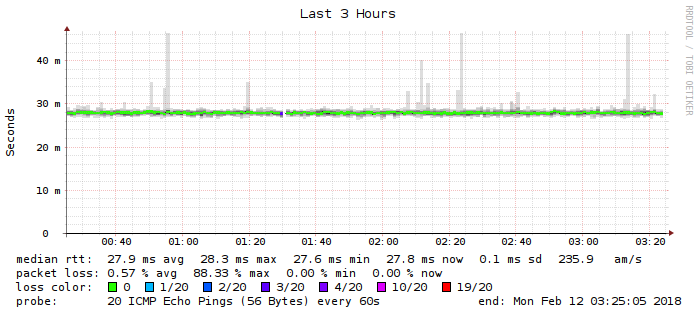 Last 3 Hours
RRDTOOL / TOBI OETIKER
Seconds
40 m
30 m
20 m
10 m
0
00:40 01:00 01:20 01:40 02:00 02:20 02:40 03:00 03:20
median rtt: 27.9 ms avg 28.3 ms max 27.6 ms min 27.8 ms now 0.1 ms sd 235.9 am/s
packet loss: 0.57 % avg 88.33 % max 0.00 % min 0.00 % now
loss color: 0 1/20 2/20 3/20 4/20 10/20 19/20
probe: 20 ICMP Echo Pings (56 Bytes) every 60s end: Mon Feb 12 03:25:05 2018